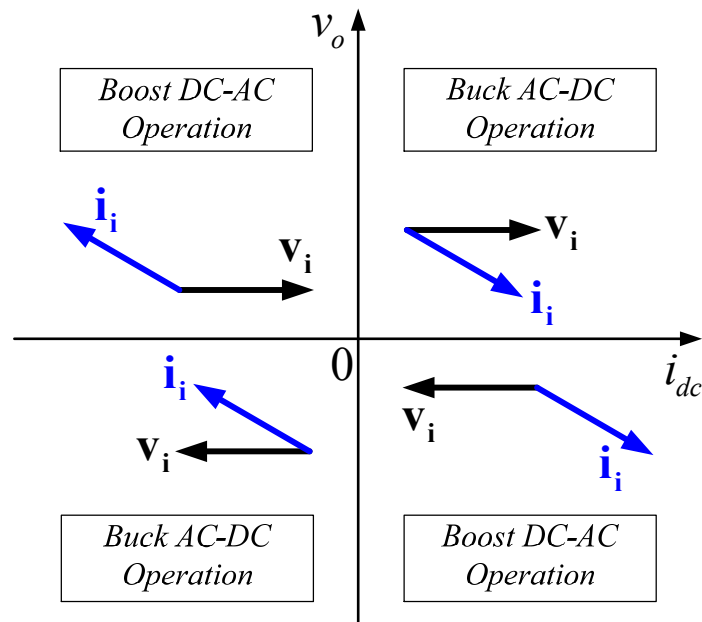 v_o
Boost DC-AC
Operation
Buck AC-DC
Operation
i_i
v_i
v_i
i_i
0
i_dc
i_i
v_i
v_i
i_i
Buck AC-DC
Operation
Boost DC-AC
Operation